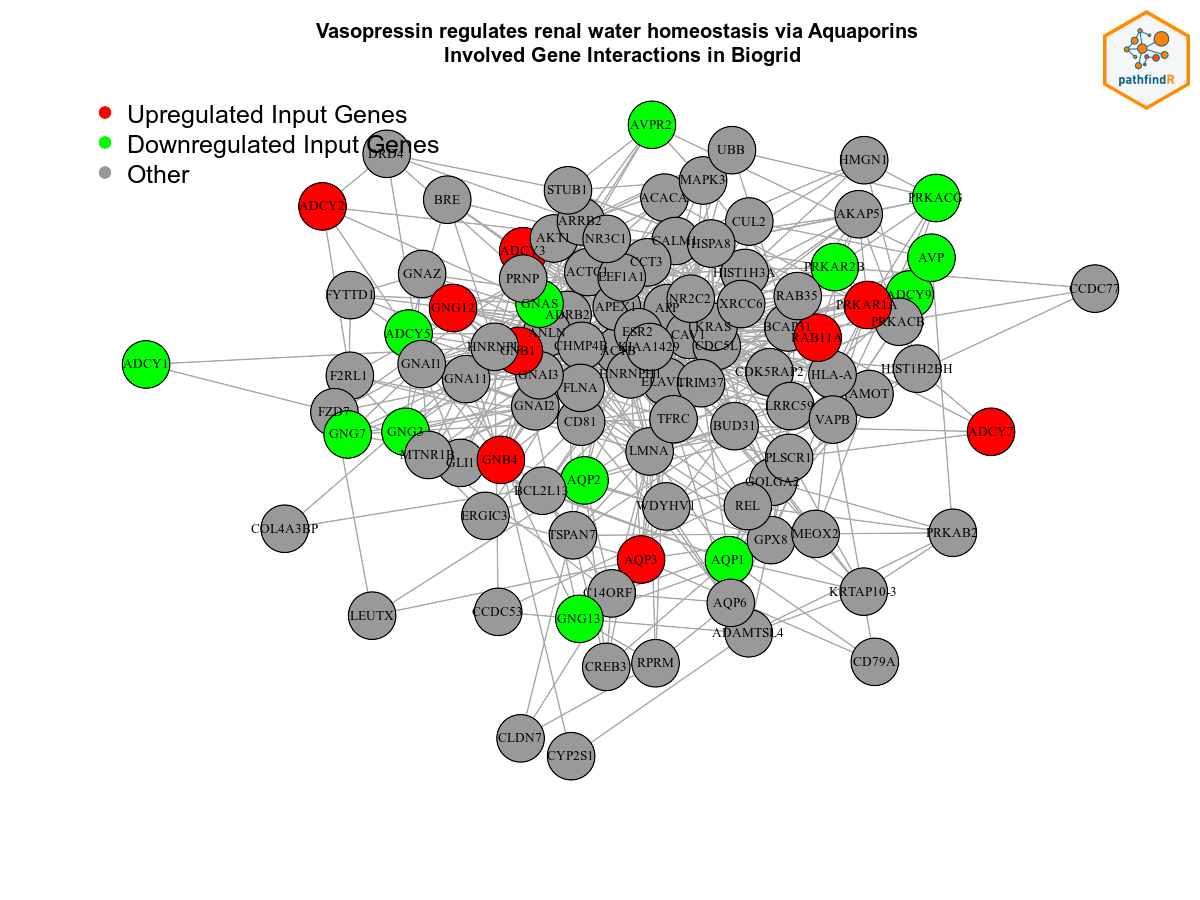 Vasopressin regulates renal water homeostasis via Aquaporins
Involved Gene Interactions in Biogrid
pathfindR
Upregulated Input Genes
Downregulated Input Genes
Other
AVPR2
UBB
DRD4
HMGN1
MAPK3
STUB1
ACACA
PRKACG
BRE
ADCY2
AKAP5
ARRB2
CUL2
AKT1
NR3C1
CALM1
HSPA8
ADCY3
AVP
CCT3
PRKAR2B
GNAZ
ACTC1
HIST1H3A
PRNP
EEF1A1
CCDC77
FYTTD1
ADCY9
RAB35
NR2C2
GNAS
XRCC6
PRKAR1A
GNG12
APEX1
APP
ADRB2
PRKACB
KRAS
BCAP31
ADCY5
ANLN
ESR2
CAV1
RAB11A
HNRNPL
CHMP4B
KIAA1429
CDC5L
GNB1
ACTB
ADCY1
GNAI1
HIST1H2BH
CDK5RAP2
F2RL1
GNA11
GNAI3
HNRNPH1
HLA-A
TRIM37
FLNA
AMOT
GNAI2
LRRC59
FZD7
TFRC
VAPB
CD81
BUD31
GNG7
GNG3
ADCY7
LMNA
MTNR1B
PLSCR1
GNB4
GLI1
AQP2
GOLGA2
BCL2L13
WDYHV1
REL
ERGIC3
COL4A3BP
TSPAN7
MEOX2
PRKAB2
GPX8
AQP3
AQP1
KRTAP10-3
AQP6
CCDC53
LEUTX
GNG13
ADAMTSL4
CD79A
RPRM
CREB3
CLDN7
CYP2S1